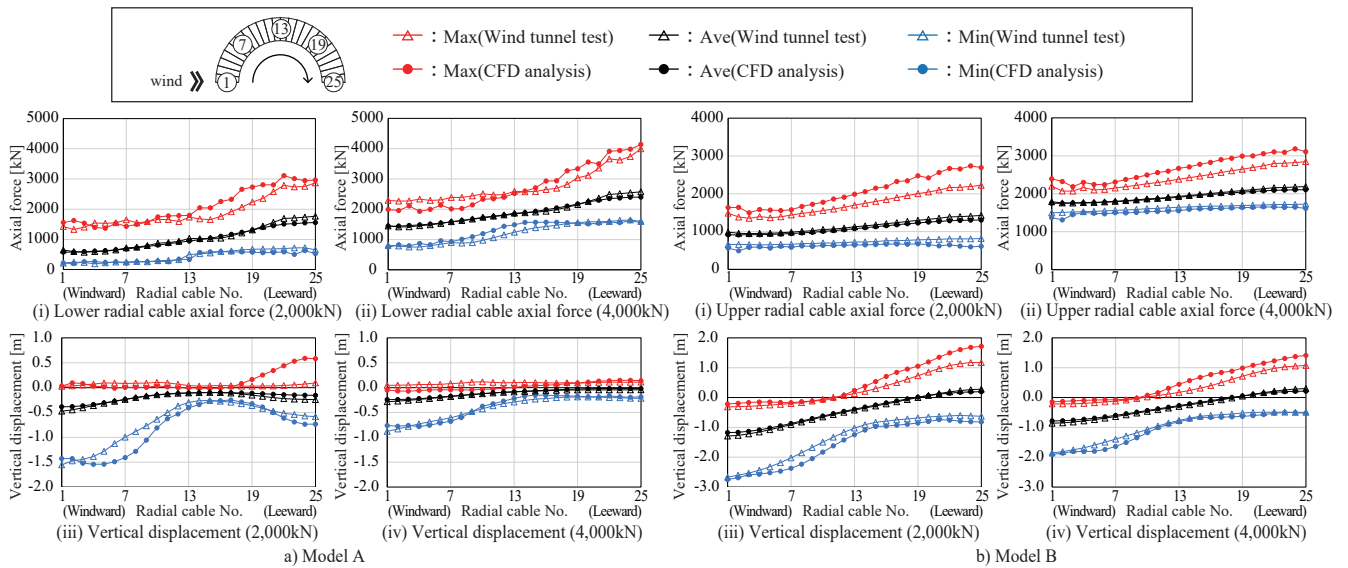 13
7 19
wind 1 25
: Max(Wind tunnel test) : Ave(Wind tunnel test) : Min(Wind tunnel test)
: Max(CFD analysis) : Ave(CFD analysis) : Min(CFD analysis)
Axial force [kN]
5000
4000
3000
2000
1000
0
1 7 13 19 25
(Windward) Radial cable No. (Leeward)
(i) Lower radial cable axial force (2,000kN)
Axial force [kN]
5000
4000
3000
2000
1000
0
1 7 13 19 25
(Windward) Radial cable No. (Leeward)
(ii) Lower radial cable axial force (4,000kN)
Axial force [kN]
4000
3000
2000
1000
0
1 7 13 19 25
(Windward) Radial cable No. (Leeward)
(i) Upper radial cable axial force (2,000kN)
Axial force [kN]
4000
3000
2000
1000
0
1 7 13 19 25
(Windward) Radial cable No. (Leeward)
(ii) Upper radial cable axial force (4,000kN)
Vertical displacement [m]
1.0
0.5
0.0
-0.5
-1.0
-1.5
-2.0
1 7 13 19 25
(Windward) Radial cable No. (Leeward)
(iii) Vertical displacement (2,000kN)
Vertical displacement [m]
1.0
0.5
0.0
-0.5
-1.0
-1.5
-2.0
1 7 13 19 25
(Windward) Radial cable No. (Leeward)
(iv) Vertical displacement (4,000kN)
Vertical displacement [m]
2.0
1.0
0.0
-1.0
-2.0
-3.0
1 7 13 19 25
(Windward) Radial cable No. (Leeward)
(iii) Vertical displacement (2,000kN)
Vertical displacement [m]
2.0
1.0
0.0
-1.0
-2.0
-3.0
1 7 13 19 25
(Windward) Radial cable No. (Leeward)
(iv) Vertical displacement (4,000kN)
a) Model A
b) Model B